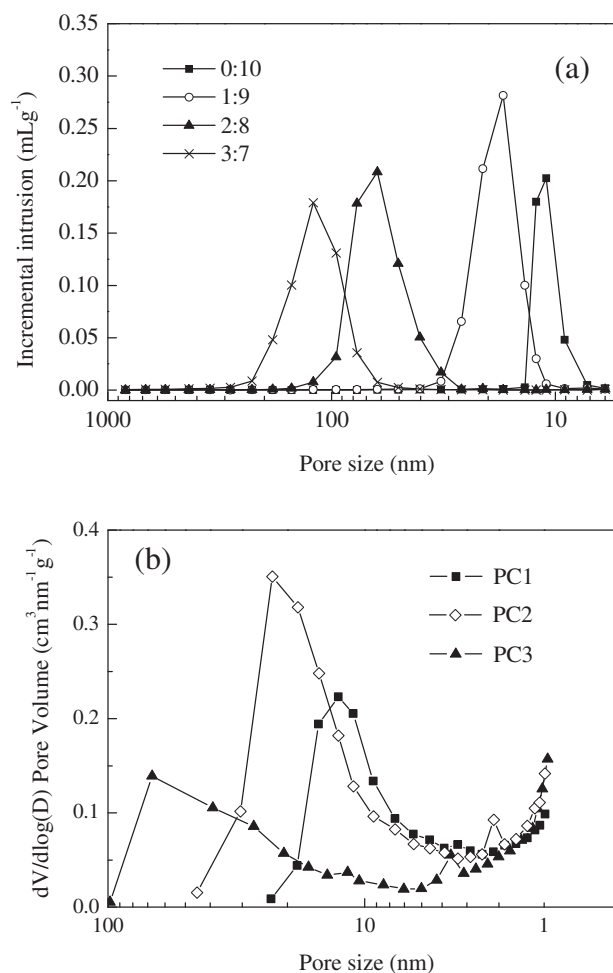 (a)
0:10
1:9
2:8
3:7
Incremental intrusion (mLg⁻¹)
0.35
0.30
0.25
0.20
0.15
0.10
0.05
0.00
1000 100 10
Pore size (nm)
(b)
PC1
PC2
PC3
dV/dlog(D) Pore Volume (cm³nm⁻¹g⁻¹)
0.4
0.3
0.2
0.1
0.0
100 10 1
Pore size (nm)